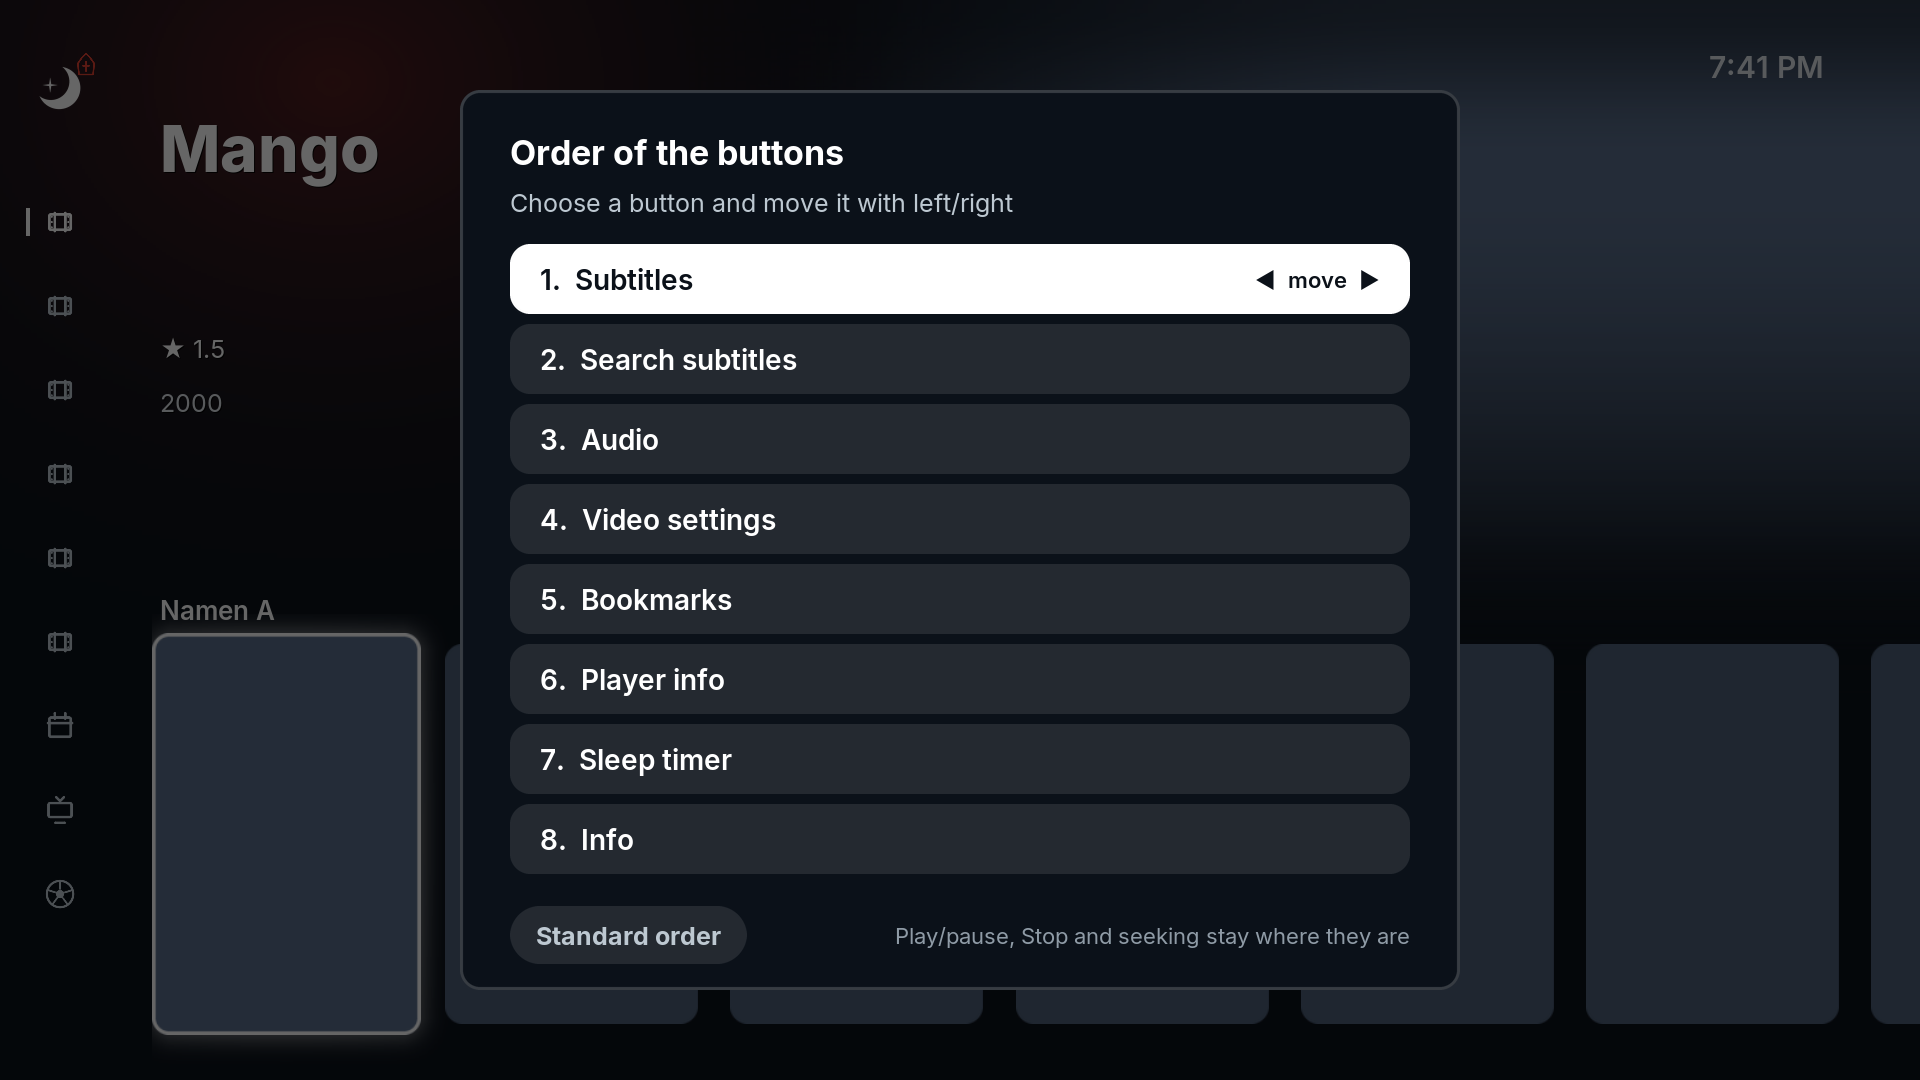 7:41 PM
Mango
★ 1.5
2000
Namen A
Order of the buttons
Choose a button and move it with left/right
1. Subtitles ◀ move ▶
2. Search subtitles
3. Audio
4. Video settings
5. Bookmarks
6. Player info
7. Sleep timer
8. Info
Standard order
Play/pause, Stop and seeking stay where they are